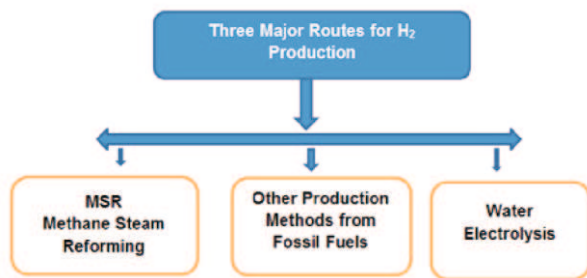 Three Major Routes for H₂
Production
MSR
Methane Steam
Reforming
Other Production
Methods from
Fossil Fuels
Water
Electrolysis